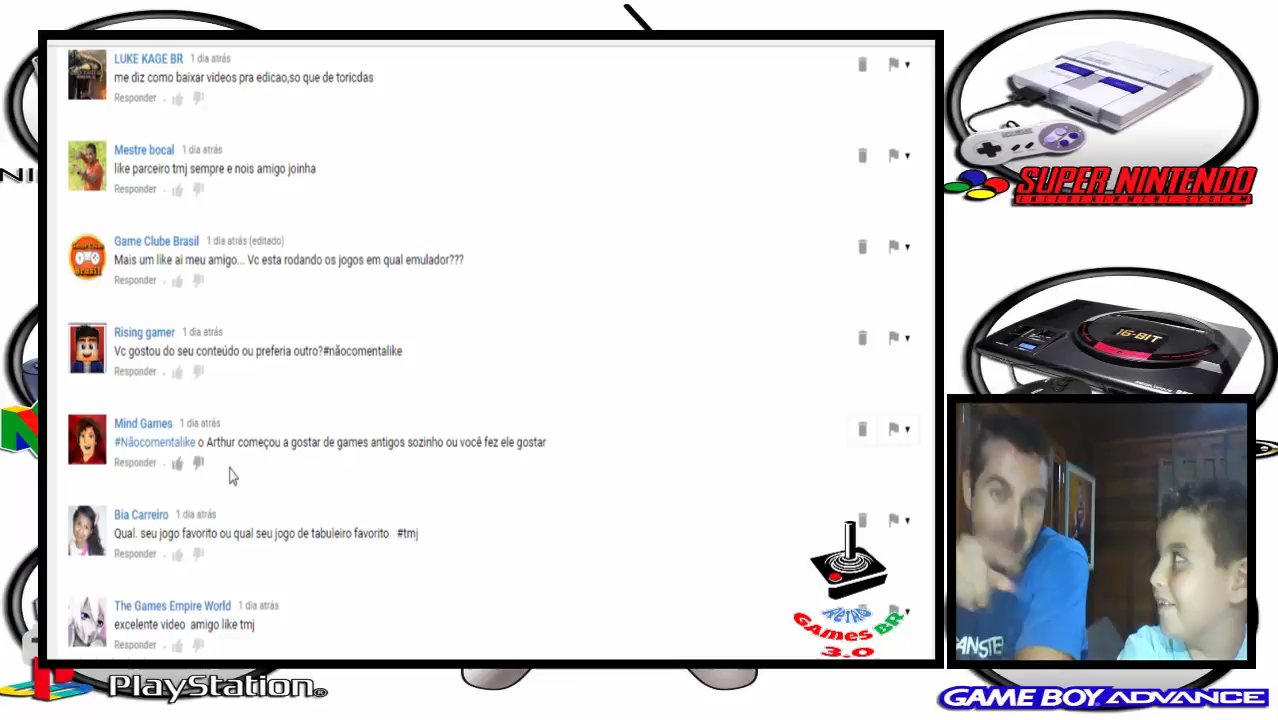 LUKE KAGE BR 1 dia atrás
me diz como baixar videos pra edicao,so que de toricdas
Responder
Mestre bocal 1 dia atrás
like parceiro tmj sempre e nois amigo joinha
Responder
Game Clube Brasil 1 dia atrás (editado)
Mais um like ai meu amigo... Vc esta rodando os jogos em qual emulador???
Responder
Rising gamer 1 dia atrás
Vc gostou do seu conteúdo ou preferia outro?#nãocomentalike
Responder
Mind Games 1 dia atrás
#Nãocomentalike o Arthur começou a gostar de games antigos sozinho ou você fez ele gostar
Responder
Bia Carreiro 1 dia atrás
Qual. seu jogo favorito ou qual seu jogo de tabuleiro favorito #tmj
Responder
The Games Empire World 1 dia atrás
excelente video amigo like tmj
Responder
SUPER NINTENDO
ENTERTAINMENT SYSTEM
16-BIT
RETRO
GAMES BR
3.0
ANSTE
PlayStation®
GAME BOY ADVANCE